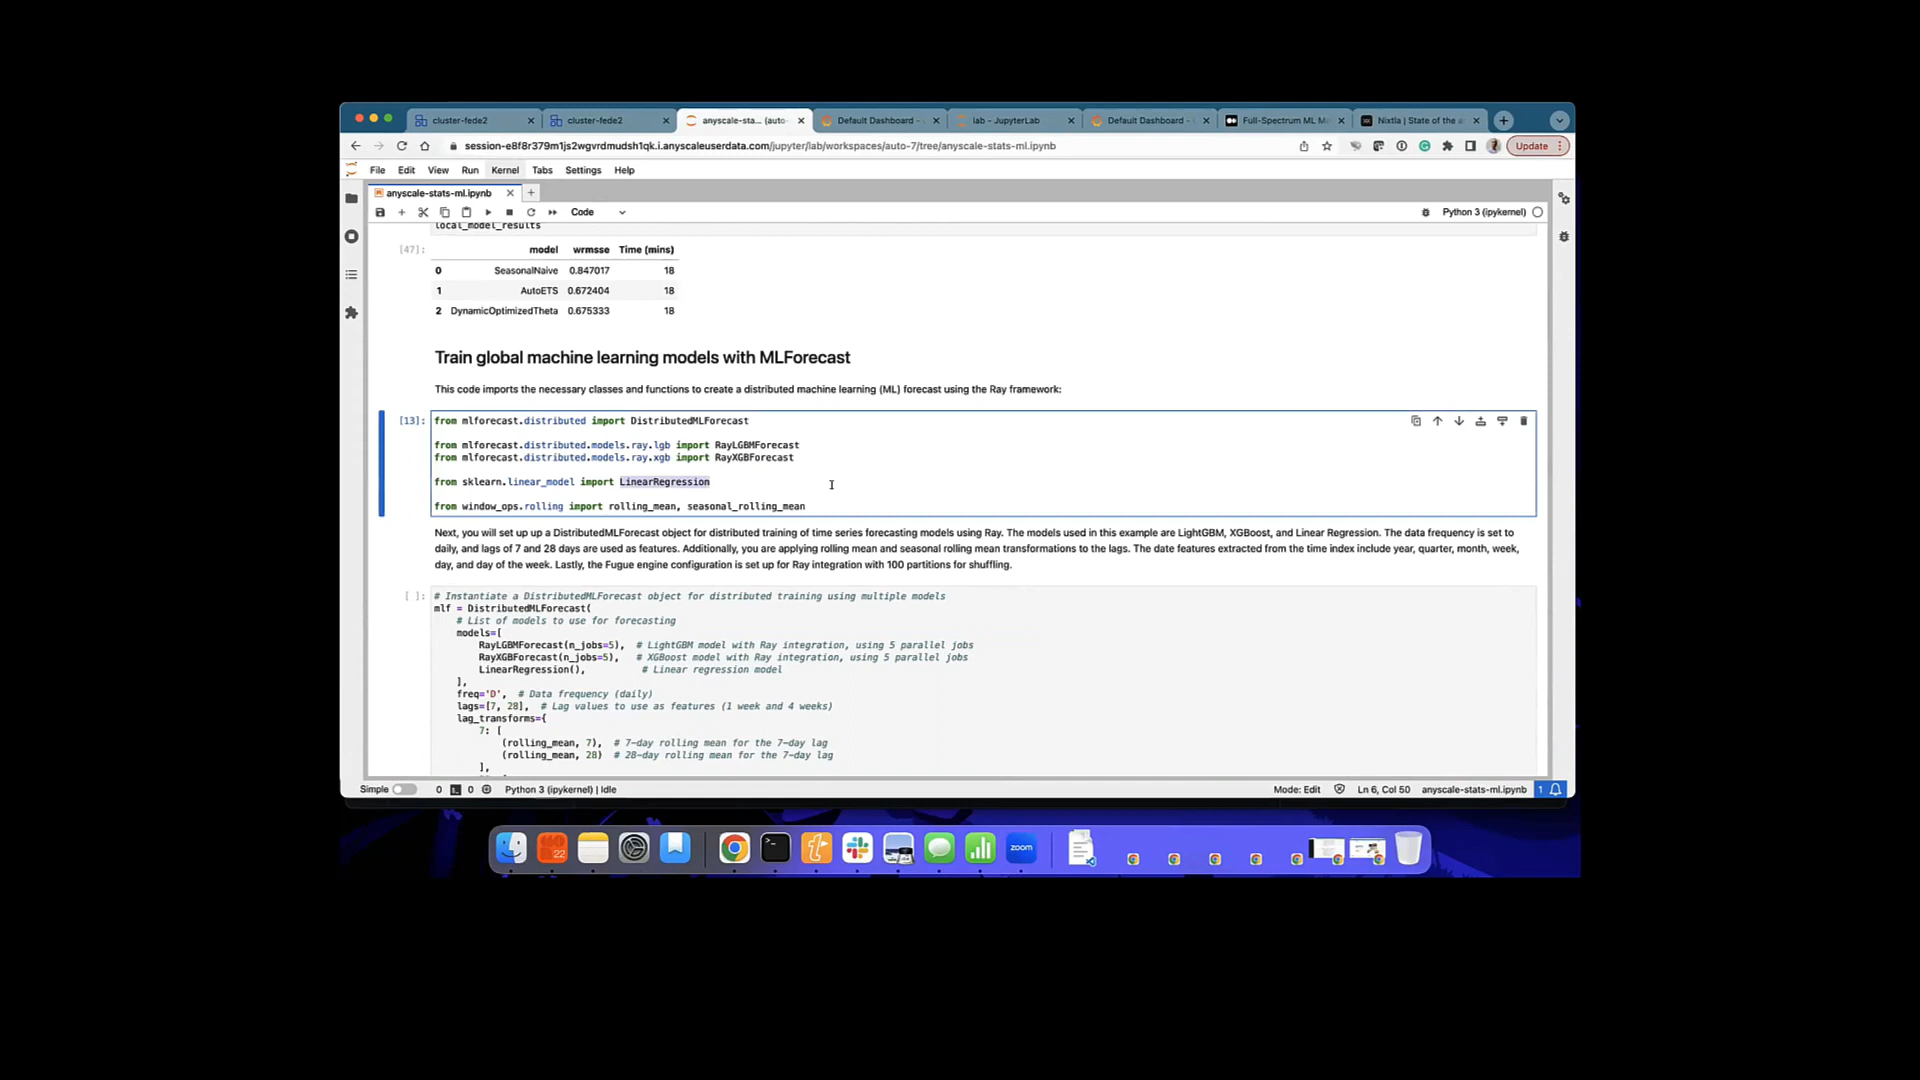 cluster-fede2
cluster-fede2
anyscale-sta... (auto-
Default Dashboard -
lab - JupyterLab
Default Dashboard -
Full-Spectrum ML M
Nixtla | State of the a
session-e8f8r379m1js2wgvrdmudsh1qk.i.anyscaleuserdata.com/jupyter/lab/workspaces/auto-7/tree/anyscale-stats-ml.ipynb
Update
File Edit View Run Kernel Tabs Settings Help
anyscale-stats-ml.ipynb
Code
Python 3 (ipykernel)
local_model_results
[47]:
model wrmsse Time (mins)
0 SeasonalNaive 0.847017 18
1 AutoETS 0.672404 18
2 DynamicOptimizedTheta 0.675333 18
Train global machine learning models with MLForecast
This code imports the necessary classes and functions to create a distributed machine learning (ML) forecast using the Ray framework:
[13]: from mlforecast.distributed import DistributedMLForecast
from mlforecast.distributed.models.ray.lgb import RayLGBMForecast
from mlforecast.distributed.models.ray.xgb import RayXGBForecast
from sklearn.linear_model import LinearRegression
from window_ops.rolling import rolling_mean, seasonal_rolling_mean
Next, you will set up up a DistributedMLForecast object for distributed training of time series forecasting models using Ray. The models used in this example are LightGBM, XGBoost, and Linear Regression. The data frequency is set to
daily, and lags of 7 and 28 days are used as features. Additionally, you are applying rolling mean and seasonal rolling mean transformations to the lags. The date features extracted from the time index include year, quarter, month, week,
day, and day of the week. Lastly, the Fugue engine configuration is set up for Ray integration with 100 partitions for shuffling.
[ ]: # Instantiate a DistributedMLForecast object for distributed training using multiple models
mlf = DistributedMLForecast(
# List of models to use for forecasting
models=[
RayLGBMForecast(n_jobs=5), # LightGBM model with Ray integration, using 5 parallel jobs
RayXGBForecast(n_jobs=5), # XGBoost model with Ray integration, using 5 parallel jobs
LinearRegression(), # Linear regression model
],
freq='D', # Data frequency (daily)
lags=[7, 28], # Lag values to use as features (1 week and 4 weeks)
lag_transforms={
7: [
(rolling_mean, 7), # 7-day rolling mean for the 7-day lag
(rolling_mean, 28) # 28-day rolling mean for the 7-day lag
],
Simple 0 0 Python 3 (ipykernel) | Idle
Mode: Edit Ln 6, Col 50 anyscale-stats-ml.ipynb 1
22
zoom